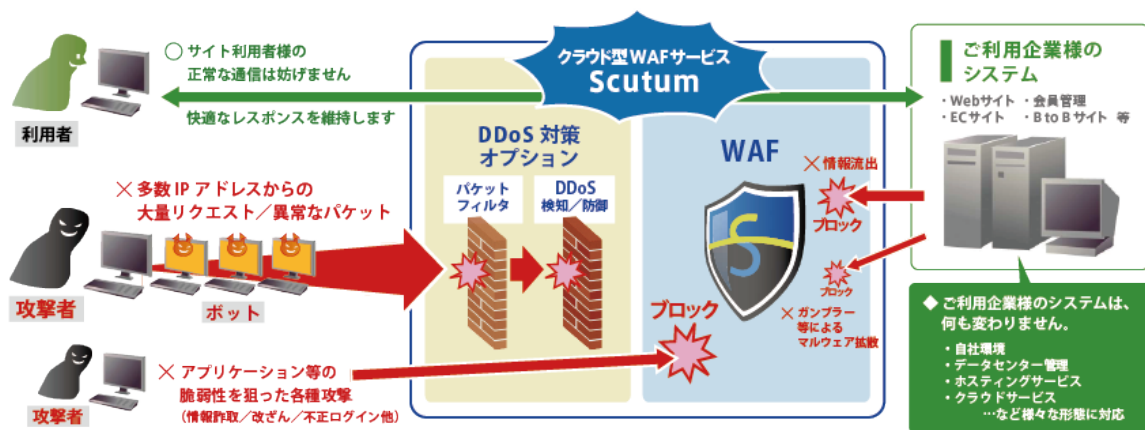 クラウド型WAFサービス
Scutum
○ サイト利用者様の
正常な通信は妨げません
快適なレスポンスを維持します
利用者
ご利用企業様の
システム
・Webサイト ・会員管理
・ECサイト ・BtoBサイト 等
DDoS 対策
オプション
パケット
フィルタ
DDoS
検知／防御
WAF
× 情報流出
ブロック
ブロック
× ガンブラー
等による
マルウェア拡散
ブロック
× 多数 IP アドレスからの
大量リクエスト／異常なパケット
攻撃者
ボット
× アプリケーション等の
脆弱性を狙った各種攻撃
（情報詐取／改ざん／不正ログイン他）
攻撃者
◆ ご利用企業様のシステムは、
何も変わりません。
・自社環境
・データセンター管理
・ホスティングサービス
・クラウドサービス
…など様々な形態に対応